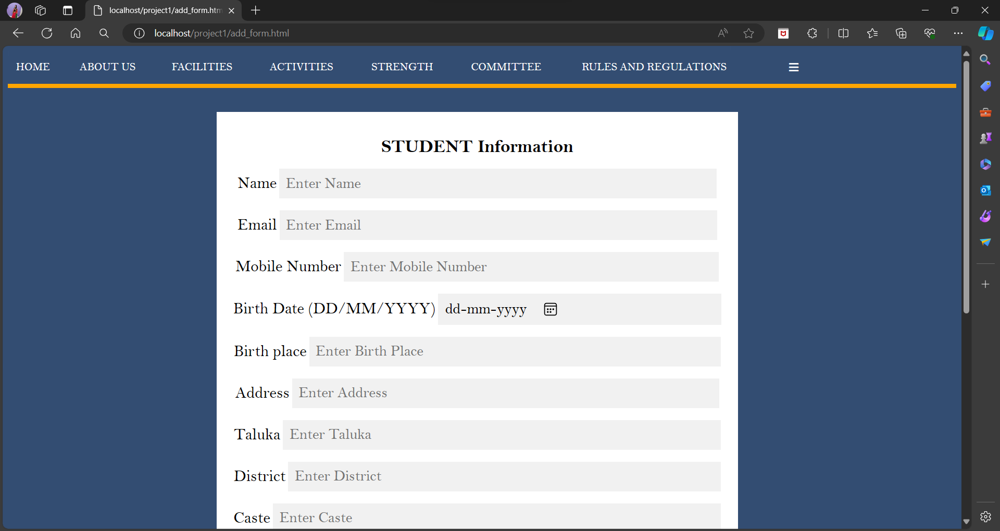 localhost/project1/add_form.htm
localhost/project1/add_form.html
HOME ABOUT US FACILITIES ACTIVITIES STRENGTH COMMITTEE RULES AND REGULATIONS
STUDENT Information
Name Enter Name
Email Enter Email
Mobile Number Enter Mobile Number
Birth Date (DD/MM/YYYY) dd-mm-yyyy
Birth place Enter Birth Place
Address Enter Address
Taluka Enter Taluka
District Enter District
Caste Enter Caste